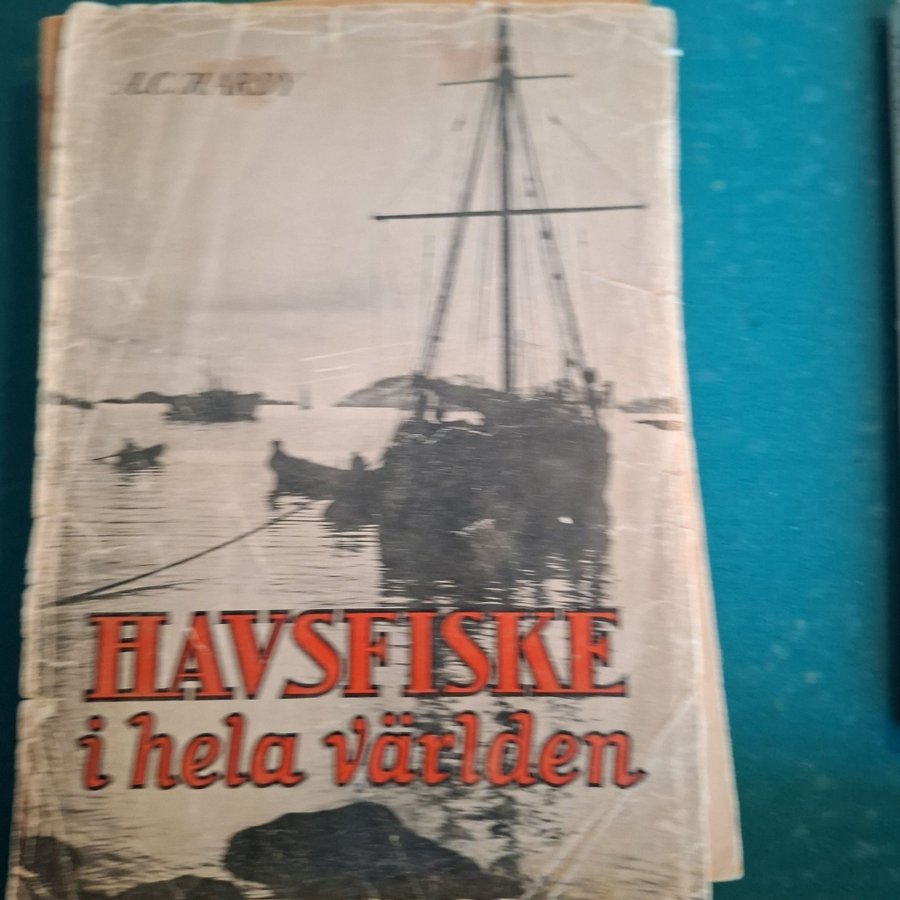 A.C. HARDY
HAVSFISKE
i hela världen